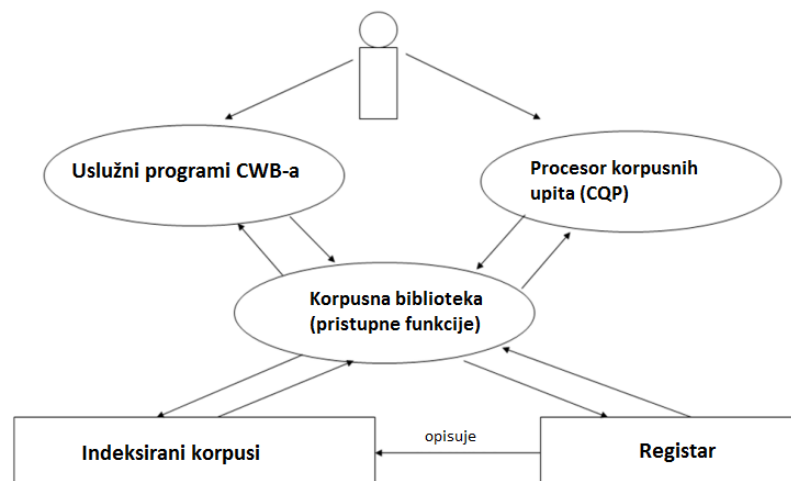 Uslužni programi CWB-a
Procesor korpusnih
upita (CQP)
Korpusna biblioteka
(pristupne funkcije)
Indeksirani korpusi
opisuje
Registar